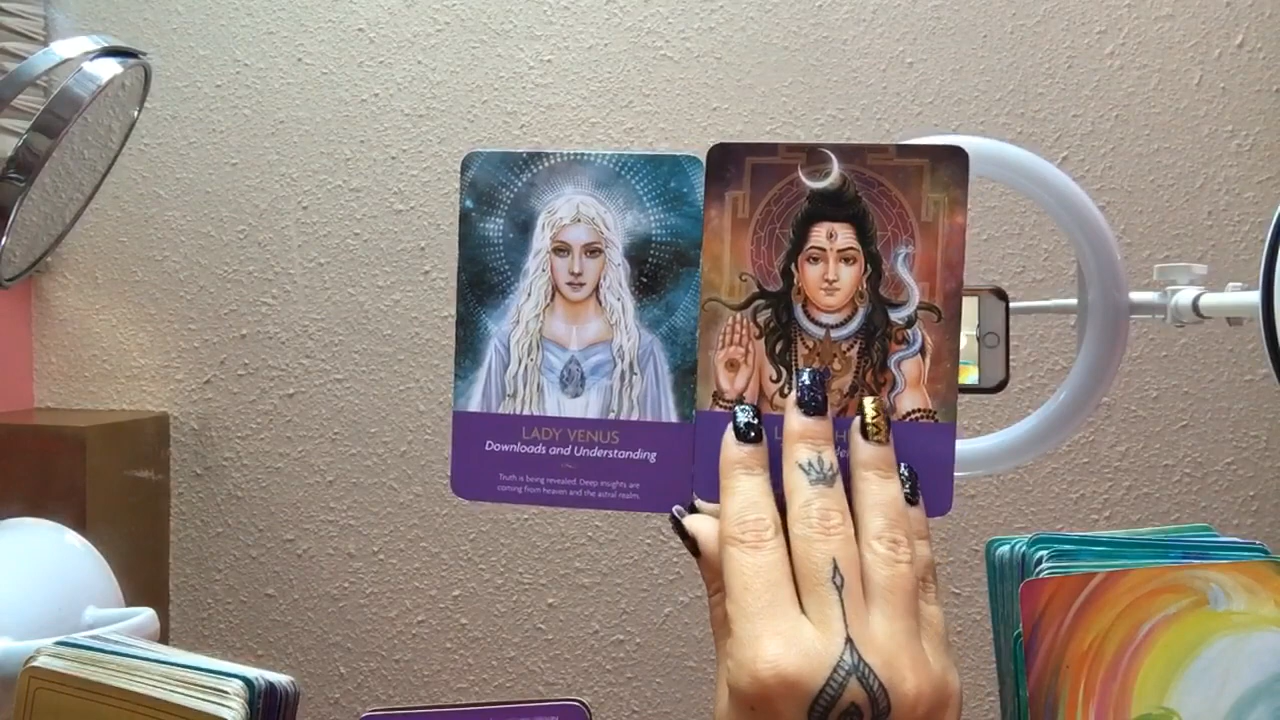 LADY VENUS
Downloads and Understanding
Truth is being revealed. Deep insights are
coming from heaven and the astral realm.